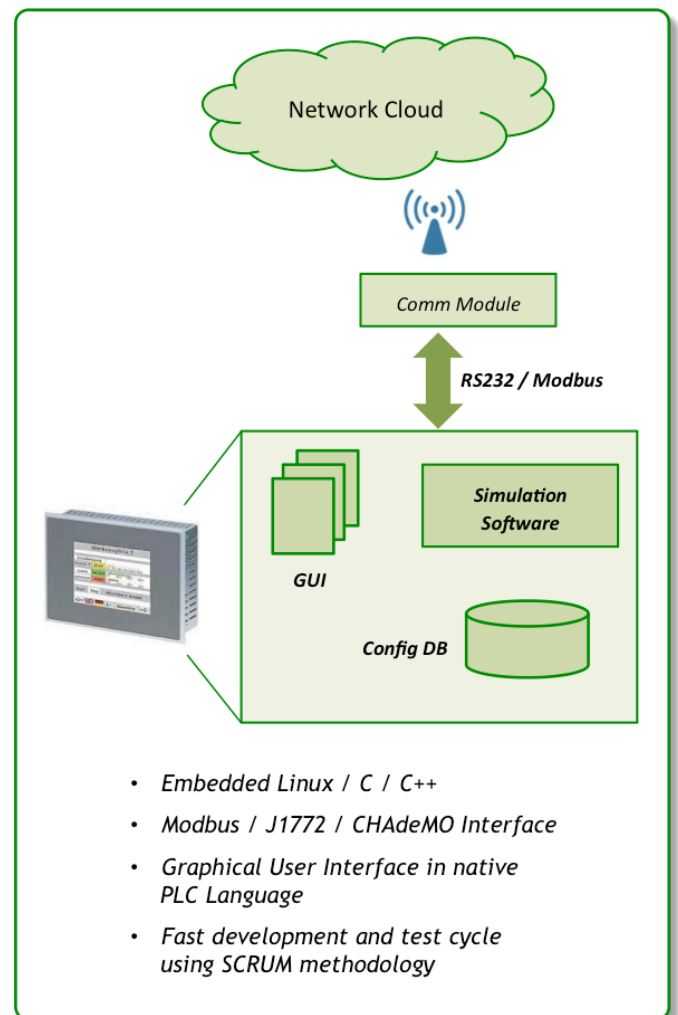 Network Cloud
Comm Module
RS232 / Modbus
Simulation
Software
GUI
Config DB
• Embedded Linux / C / C++
• Modbus / J1772 / CHAdeMO Interface
• Graphical User Interface in native
PLC Language
• Fast development and test cycle
using SCRUM methodology